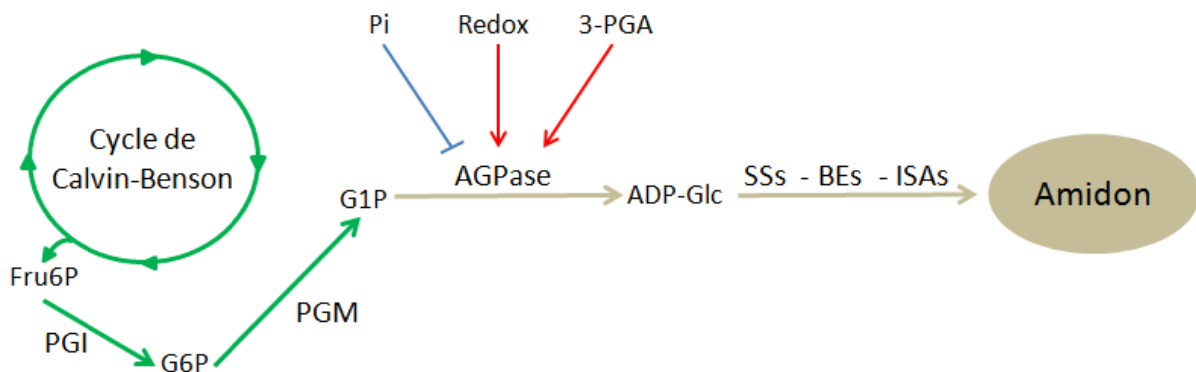 Pi
Redox
3-PGA
Cycle de
Calvin-Benson
AGPase
SSs - BEs - ISAs
G1P
ADP-Glc
Amidon
Fru6P
PGM
PGI
G6P